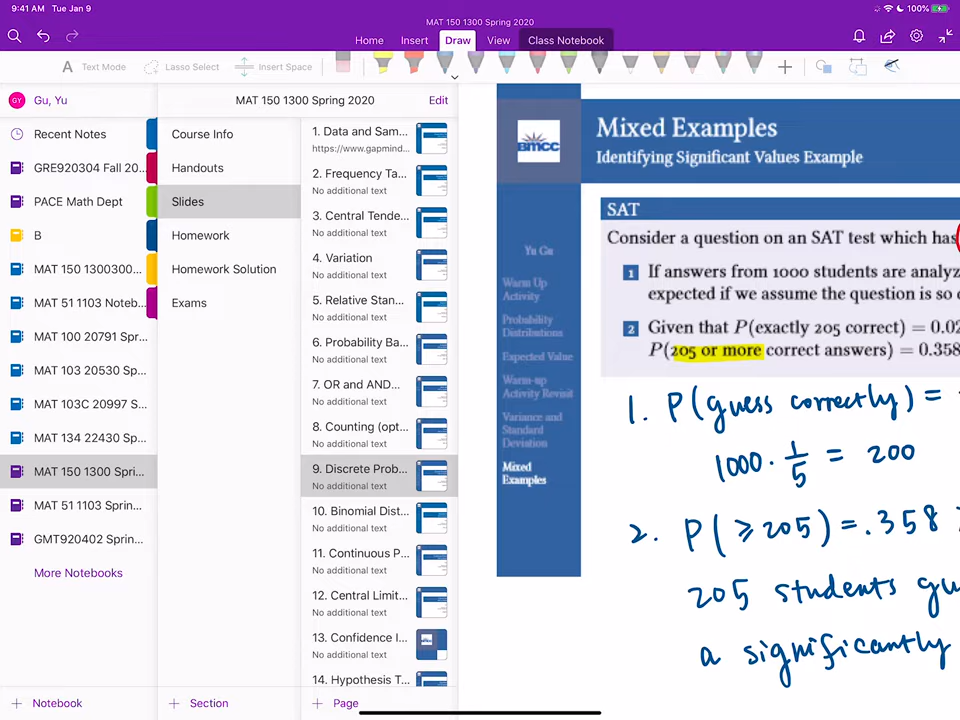 9:41 AM Tue Jan 9
100%
MAT 150 1300 Spring 2020
Home Insert Draw View Class Notebook
Text Mode Lasso Select Insert Space
GY Gu, Yu
Recent Notes
GRE920304 Fall 20...
PACE Math Dept
B
MAT 150 1300300...
MAT 51 1103 Noteb...
MAT 100 20791 Spr...
MAT 103 20530 Sp...
MAT 103C 20997 S...
MAT 134 22430 Sp...
MAT 150 1300 Spri...
MAT 51 1103 Sprin...
GMT920402 Sprin...
More Notebooks
Notebook
MAT 150 1300 Spring 2020 Edit
Course Info
Handouts
Slides
Homework
Homework Solution
Exams
Section
1. Data and Sam...
https://www.gapmind...
2. Frequency Ta...
No additional text
3. Central Tende...
No additional text
4. Variation
No additional text
5. Relative Stan...
No additional text
6. Probability Ba...
No additional text
7. OR and AND...
No additional text
8. Counting (opt...
No additional text
9. Discrete Prob...
No additional text
10. Binomial Dist...
No additional text
11. Continuous P...
No additional text
12. Central Limit...
No additional text
13. Confidence I...
No additional text
14. Hypothesis T...
Page
BMCC
Mixed Examples
Identifying Significant Values Example
Yu Gu
Warm Up
Activity
Probability
Distributions
Expected Value
Warm-up
Activity Revisit
Variance and
Standard
Deviation
Mixed
Examples
SAT
Consider a question on an SAT test which has
1 If answers from 1000 students are analyz
expected if we assume the question is so
2 Given that P(exactly 205 correct) = 0.02
P(205 or more correct answers) = 0.358
1. P(guess correctly) =
1000 · 1/5 = 200
2. P(≥205) = .358 >
205 students gu
a significantly